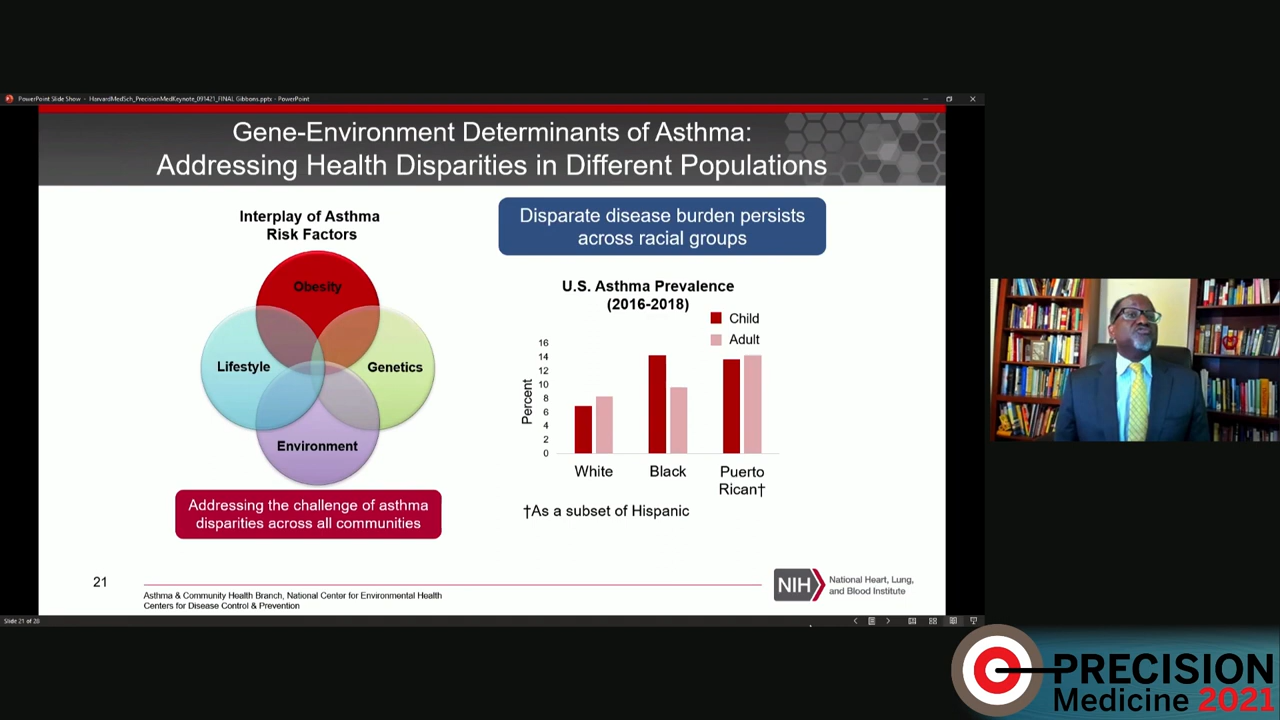 PowerPoint Slide Show - HarvardMedSch_PrecisionMedKeynote_091421_FINAL Gibbons.pptx - PowerPoint
Gene-Environment Determinants of Asthma:
Addressing Health Disparities in Different Populations
Interplay of Asthma
Risk Factors
Obesity
Lifestyle
Genetics
Environment
Addressing the challenge of asthma
disparities across all communities
Disparate disease burden persists
across racial groups
U.S. Asthma Prevalence
(2016-2018)
Child
Adult
Percent
16
14
12
10
8
6
4
2
0
White
Black
Puerto
Rican†
†As a subset of Hispanic
21
Asthma & Community Health Branch, National Center for Environmental Health
Centers for Disease Control & Prevention
NIH
National Heart, Lung,
and Blood Institute
Slide 21 of 28
PRECISION
Medicine 2021